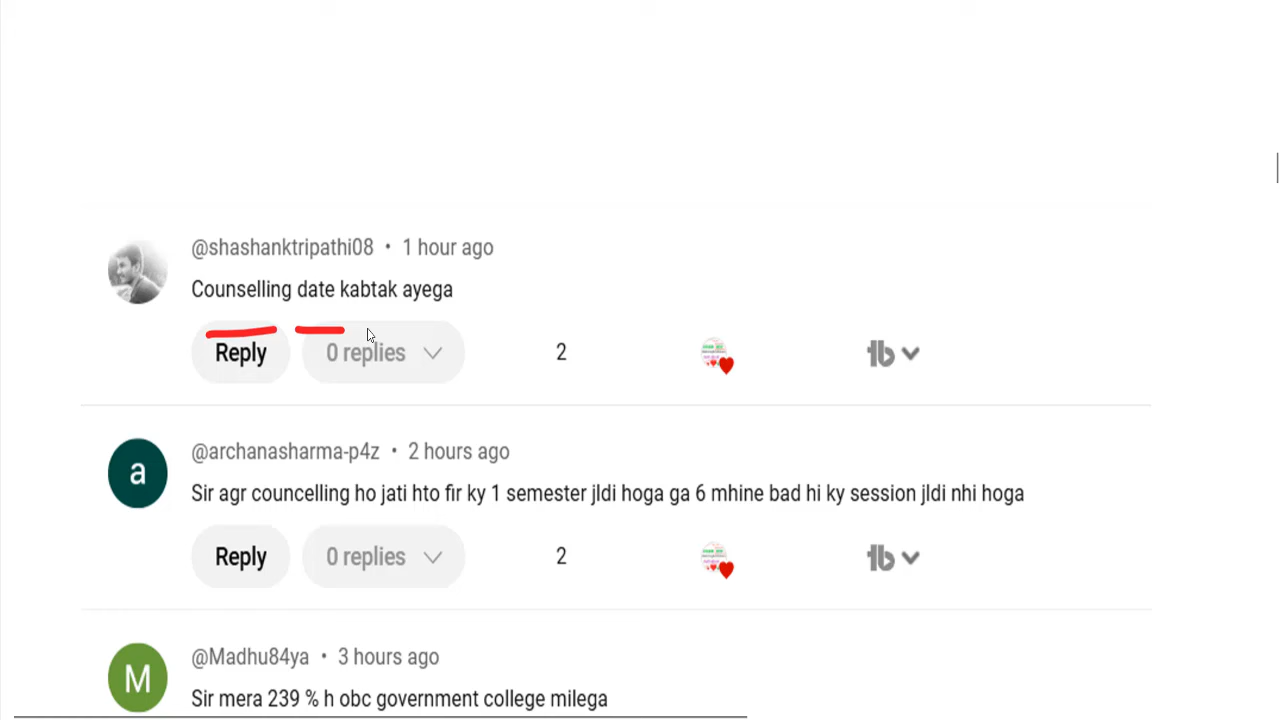 @shashanktripathi08 • 1 hour ago
Counselling date kabtak ayega
Reply 0 replies 2
a @archanasharma-p4z • 2 hours ago
Sir agr councelling ho jati hto fir ky 1 semester jldi hoga ga 6 mhine bad hi ky session jldi nhi hoga
Reply 0 replies 2
M @Madhu84ya • 3 hours ago
Sir mera 239 % h obc government college milega